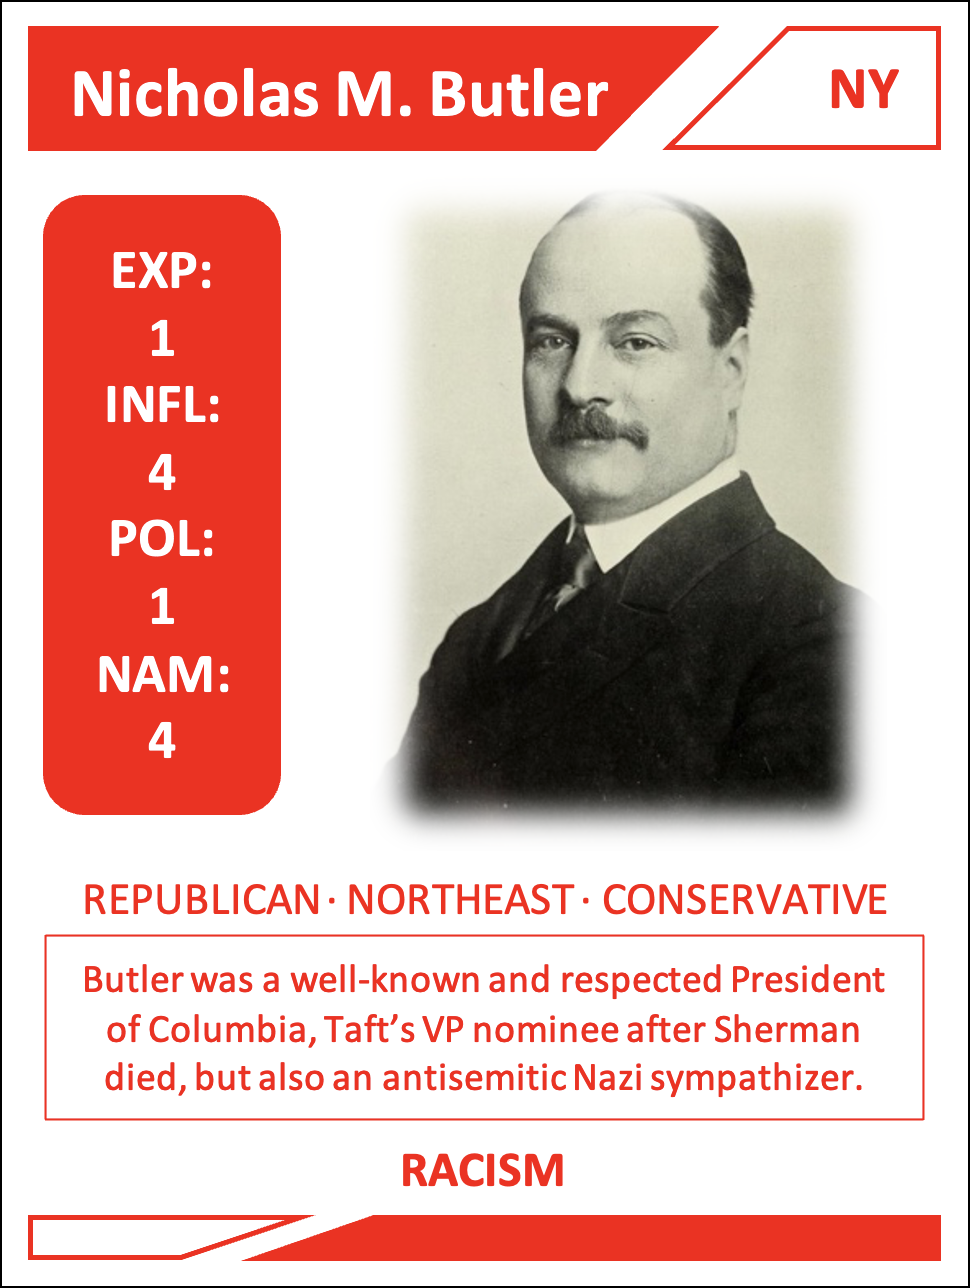 Nicholas M. Butler
NY
EXP:
1
INFL:
4
POL:
1
NAM:
4
REPUBLICAN · NORTHEAST · CONSERVATIVE
Butler was a well-known and respected President
of Columbia, Taft’s VP nominee after Sherman
died, but also an antisemitic Nazi sympathizer.
RACISM